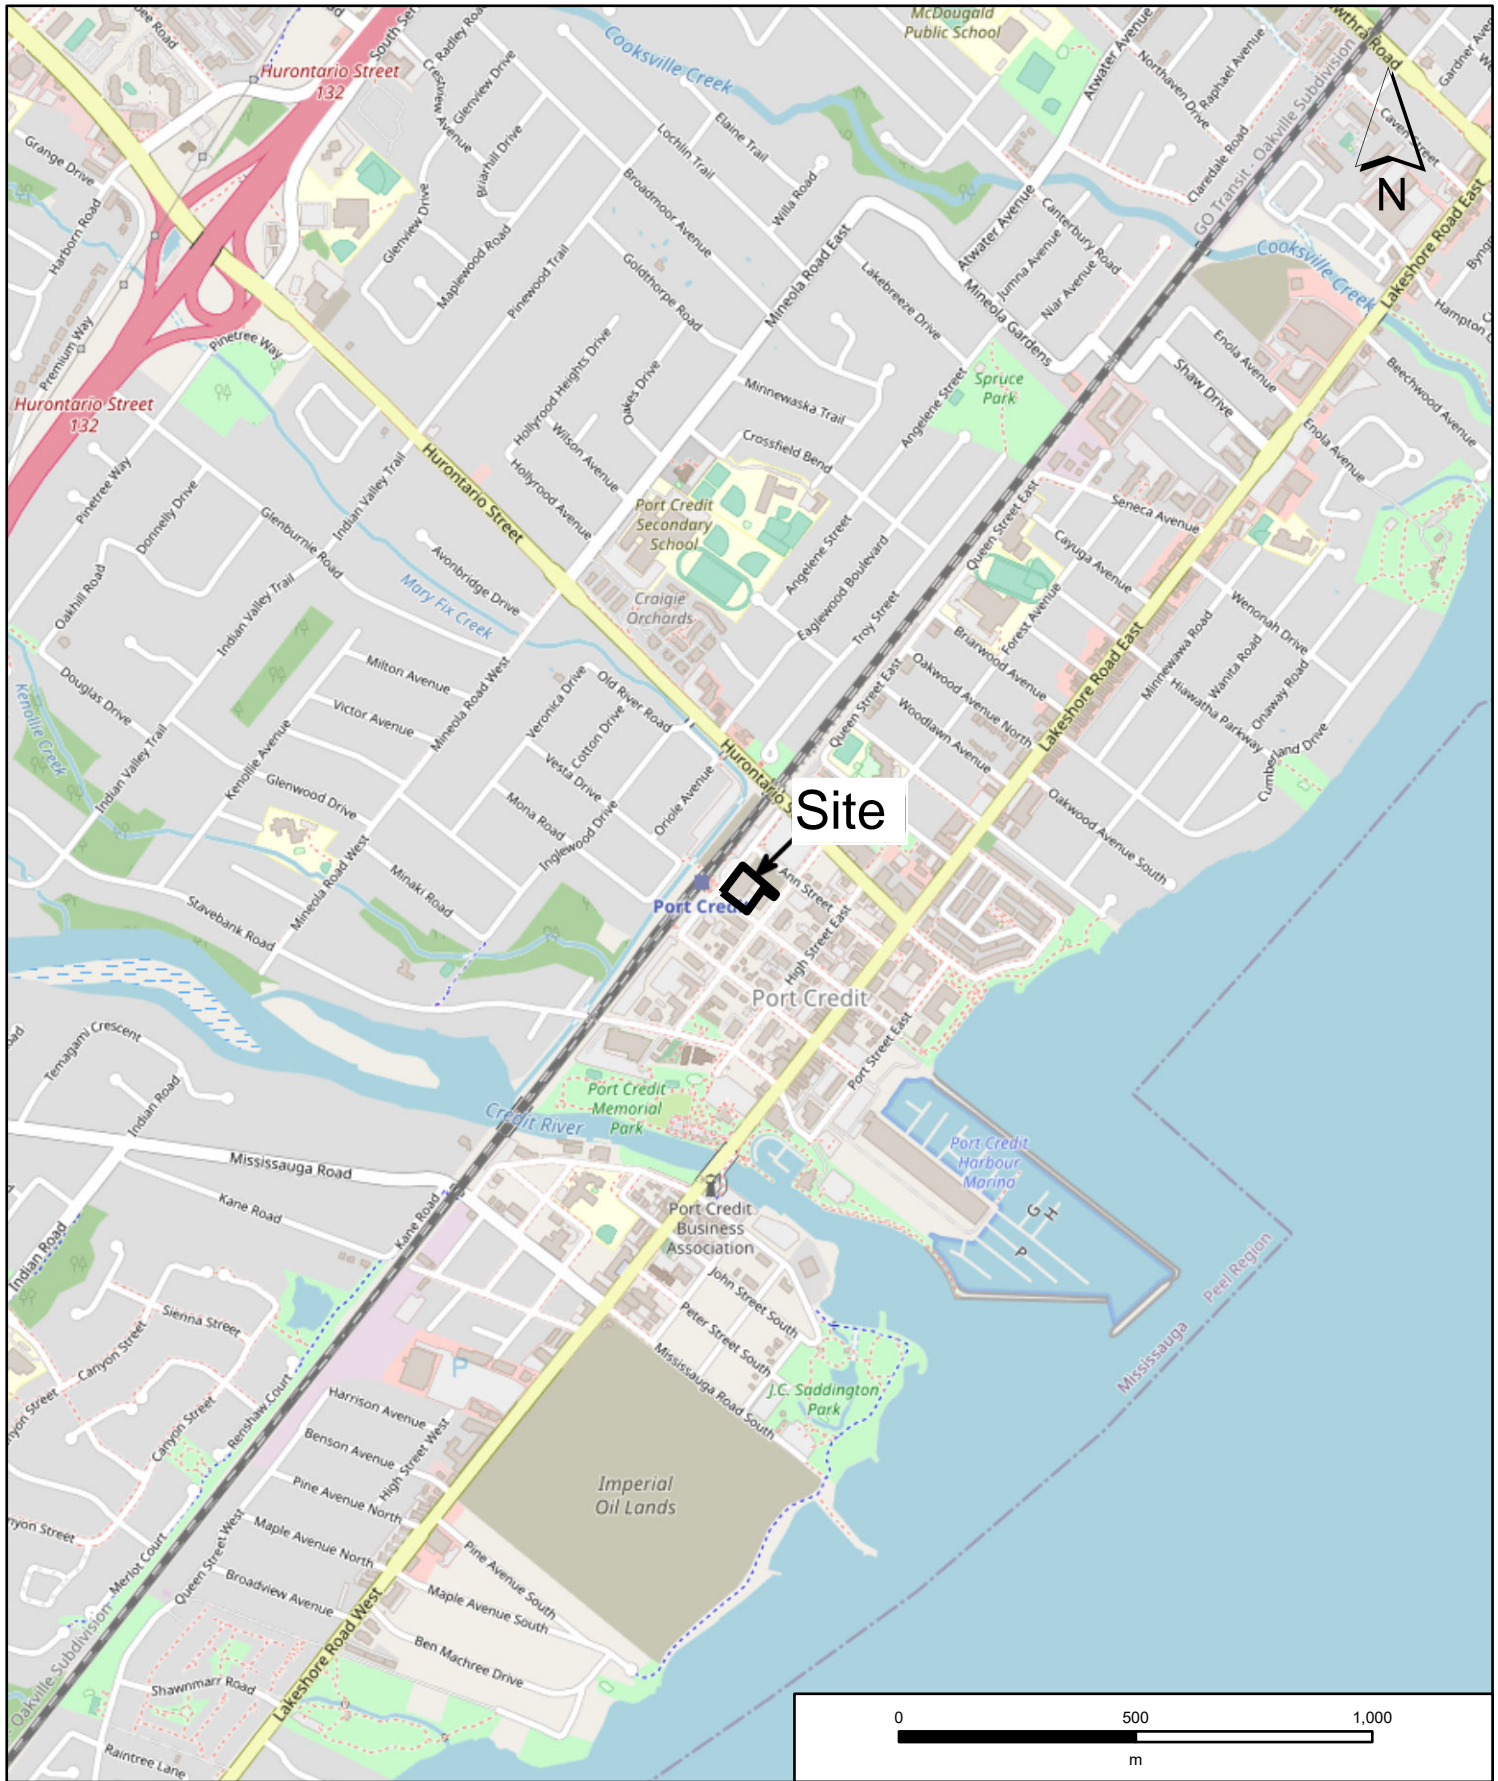 McDougald
Public School
Cooksville Creek
Hurontario Street
132
Radley Road
Crestview Avenue
Glenview Drive
Briarhill Drive
Lochlin Trail
Elaine Trail
Atwater Avenue
Northaven Drive
Raphael Avenue
GO Transit - Oakville Subdivision
Caven Street
N
Grange Drive
Harborn Road
Glenview Drive
Maplewood Road
Pinewood Trail
Broadmoor Avenue
Willa Road
Goldthorpe Road
Mineola Road East
Lakebreeze Drive
Atwater Avenue
Canterbury Road
Jumna Avenue
Niar Avenue
Claredale Road
Cooksville Creek
Lakeshore Road East
Mineola Gardens
Premium Way
Pinetree Way
Hurontario Street
132
Hollyrood Heights Drive
Oakes Drive
Wilson Avenue
Hollyrood Avenue
Minnewaska Trail
Crossfield Bend
Angelene Street
Spruce
Park
Shaw Drive
Enola Avenue
Beechwood Avenue
Enola Avenue
Hurontario Street
Pinetree Way
Donnelly Drive
Indian Valley Trail
Glenburnie Road
Port Credit
Secondary
School
Craigie
Orchards
Angelene Street
Eaglewood Boulevard
Troy Street
Queen Street East
Seneca Avenue
Cayuga Avenue
Forest Avenue
Briarwood Avenue
Oakwood Avenue North
Woodlawn Avenue
Lakeshore Road East
Wenonah Drive
Minnewawa Road
Wanita Road
Hiawatha Parkway
Onaway Road
Cumberland Drive
Oakwood Avenue South
Oakhill Road
Avonbridge Drive
Mary Fix Creek
Indian Valley Trail
Milton Avenue
Victor Avenue
Mineola Road West
Old River Road
Veronica Drive
Cotton Drive
Vesta Drive
Mona Road
Inglewood Drive
Oriole Avenue
Queen Street East
Douglas Drive
Kenollie Creek
Indian Valley Trail
Kenollie Avenue
Glenwood Drive
Mineola Road West
Minaki Road
Stavebank Road
Site
Port Credit
Ann Street
High Street East
Port Credit
Port Street East
Temagami Crescent
Indian Road
Credit River
Port Credit
Memorial
Park
Port Credit
Harbour
Marina
G
H
P
Mississauga Road
Kane Road
Kane Road
Indian Road
Port Credit
Business
Association
John Street South
Peter Street South
Mississauga Road South
J.C. Saddington
Park
Peel Region
Mississauga
Sienna Street
Canyon Street
Canyon Street
Renshaw Court
P
Harrison Avenue
Benson Avenue
High Street West
Pine Avenue North
Maple Avenue North
Broadview Avenue
Imperial
Oil Lands
Pine Avenue South
Maple Avenue South
Ben Machree Drive
Merlot Court
Queen Street West
Oakville Subdivision
Lakeshore Road West
Shawnmarr Road
Raintree Lane
0 500 1,000
m